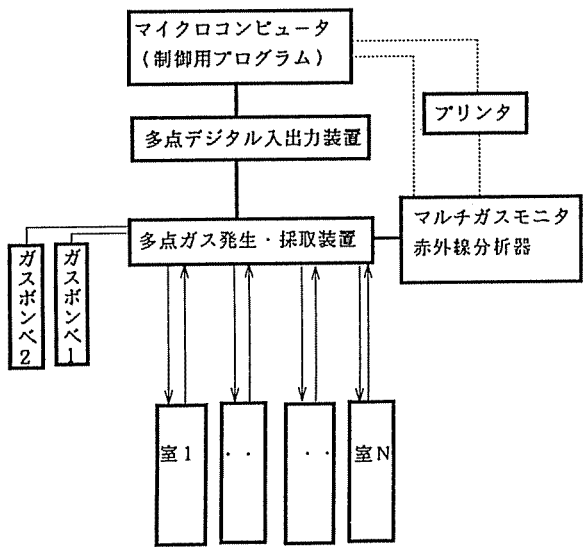 マイクロコンピュータ
(制御用プログラム)
プリンタ
多点デジタル入出力装置
マルチガスモニタ
赤外線分析器
多点ガス発生・採取装置
ガスボンベ2
ガスボンベ1
室1
・・
・・
室N